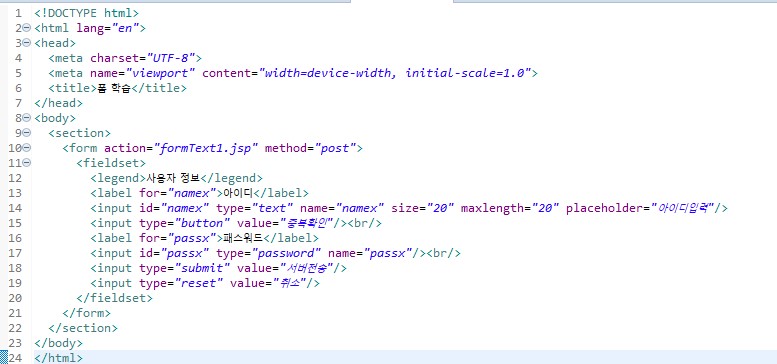 1 <!DOCTYPE html>
2 <html lang="en">
3 <head>
4 <meta charset="UTF-8">
5 <meta name="viewport" content="width=device-width, initial-scale=1.0">
6 <title>폼 학습</title>
7 </head>
8 <body>
9 <section>
10 <form action="formText1.jsp" method="post">
11 <fieldset>
12 <legend>사용자 정보</legend>
13 <label for="namex">아이디</label>
14 <input id="namex" type="text" name="namex" size="20" maxlength="20" placeholder="아이디입력"/>
15 <input type="button" value="중복확인"/><br/>
16 <label for="passx">패스워드</label>
17 <input id="passx" type="password" name="passx"/><br/>
18 <input type="submit" value="서버전송"/>
19 <input type="reset" value="취소"/>
20 </fieldset>
21 </form>
22 </section>
23 </body>
24 </html>